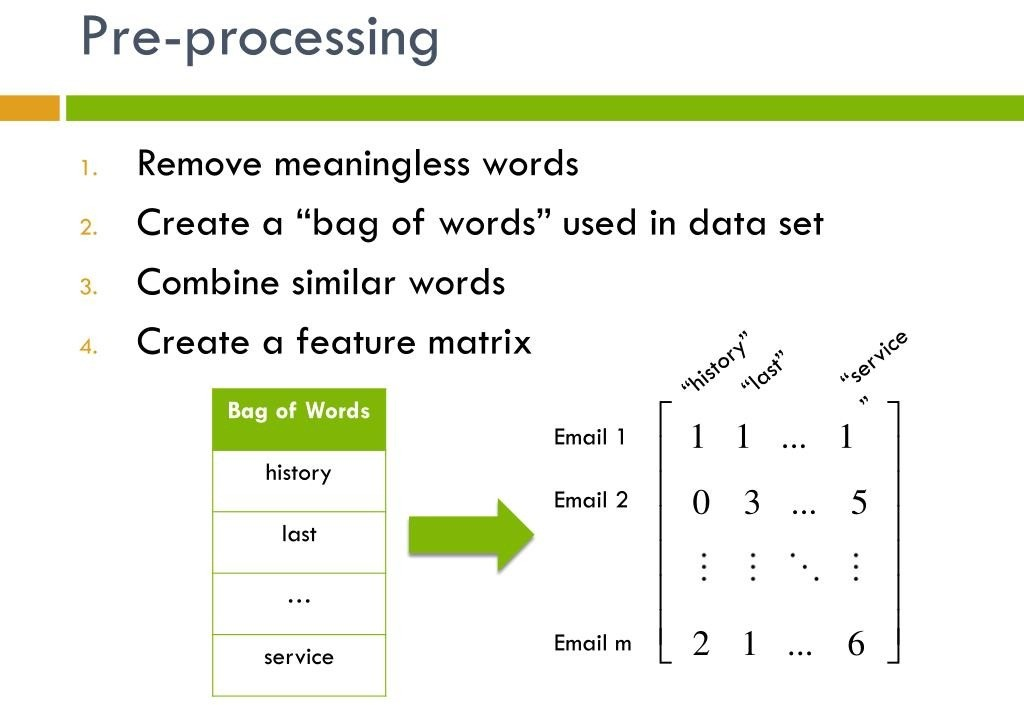 Pre-processing
1. Remove meaningless words
2. Create a “bag of words” used in data set
3. Combine similar words
4. Create a feature matrix
Bag of Words
history
last
...
service
“history” “last” “service
”
Email 1 1 1 ... 1
Email 2 0 3 ... 5
⋮ ⋮ ⋱ ⋮
Email m 2 1 ... 6